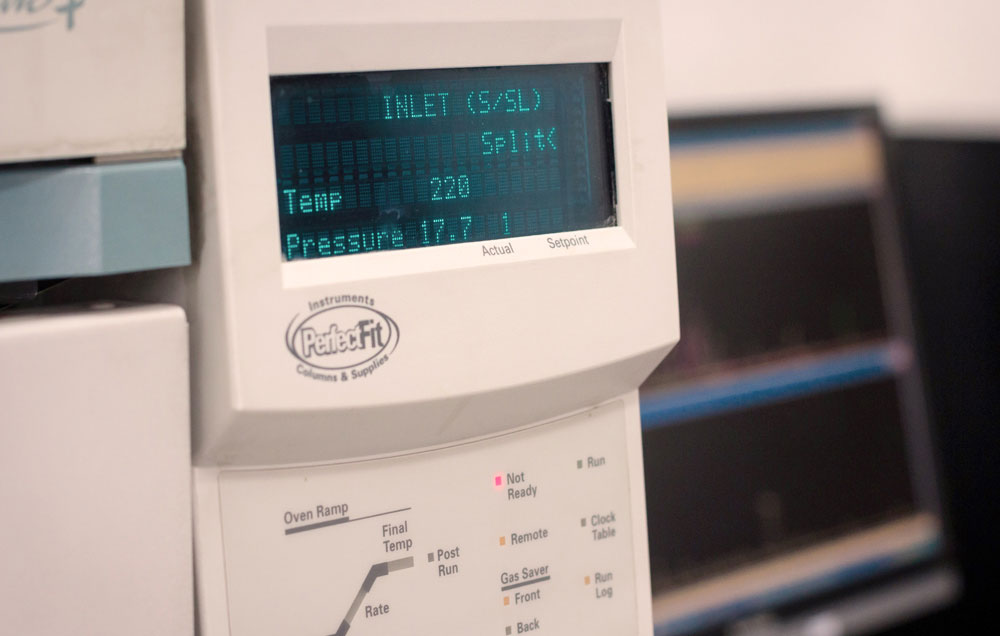 INLET (S/SL)
Split<
Temp 220
Pressure 17.7 1
Actual Setpoint
Instruments
PerfectFit
Columns & Supplies
Oven Ramp
Final
Temp
Rate
Post
Run
Not
Ready
Remote
Gas Saver
Front
Back
Run
Clock
Table
Run
Log